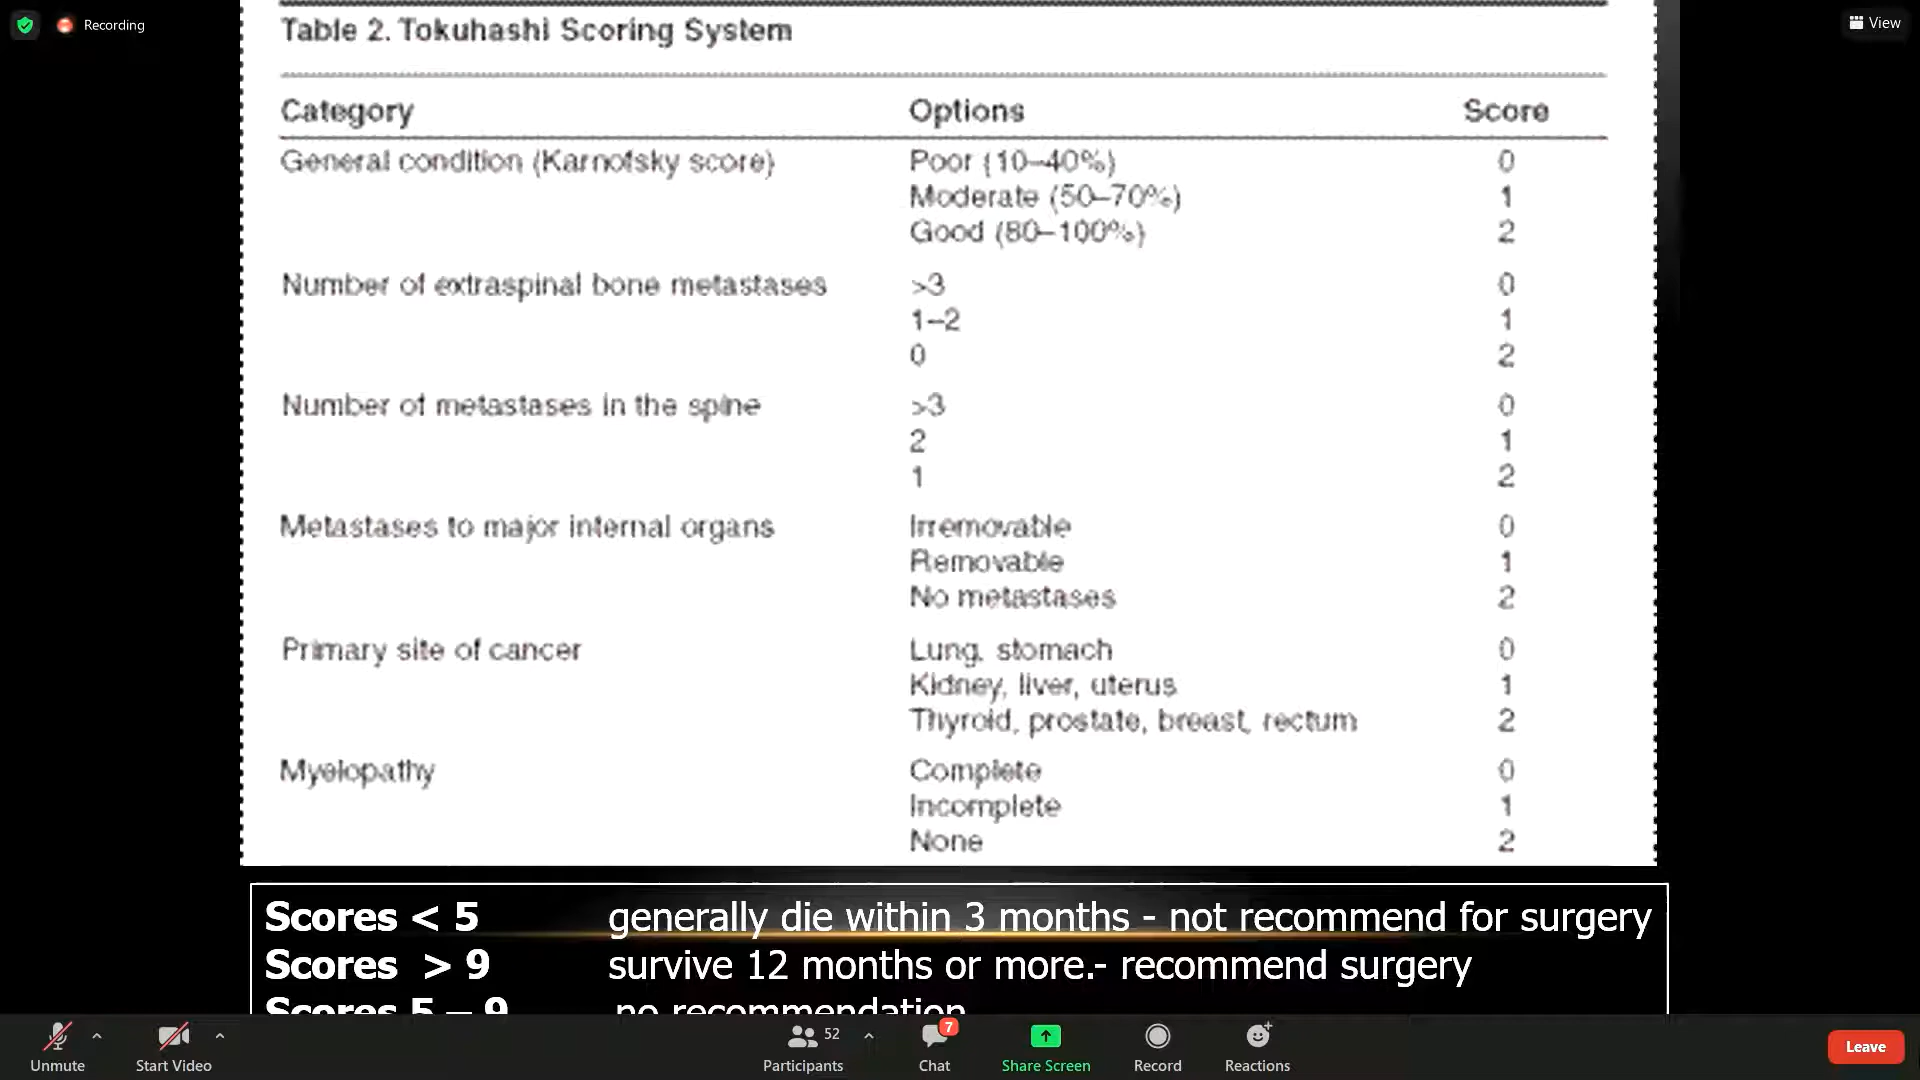 Recording
View
Table 2. Tokuhashi Scoring System
Category Options Score
General condition (Karnofsky score) Poor (10–40%) 0
Moderate (50–70%) 1
Good (80–100%) 2
Number of extraspinal bone metastases >3 0
1–2 1
0 2
Number of metastases in the spine >3 0
2 1
1 2
Metastases to major internal organs Irremovable 0
Removable 1
No metastases 2
Primary site of cancer Lung, stomach 0
Kidney, liver, uterus 1
Thyroid, prostate, breast, rectum 2
Myelopathy Complete 0
Incomplete 1
None 2
Scores < 5 generally die within 3 months - not recommend for surgery
Scores > 9 survive 12 months or more.- recommend surgery
Scores 5 – 9 no recommendation
Unmute Start Video Participants 52 Chat 7 Share Screen Record Reactions Leave